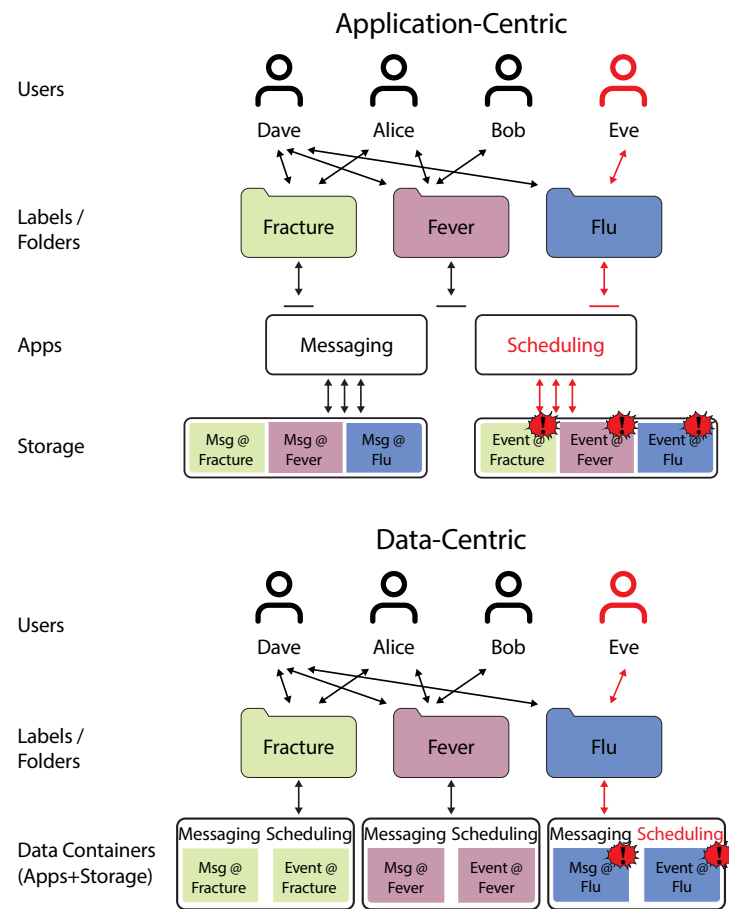 Application-Centric
Users
Dave Alice Bob Eve
Labels /
Folders
Fracture Fever Flu
Apps
Messaging Scheduling
Storage
Msg @
Fracture
Msg @
Fever
Msg @
Flu
Event @
Fracture
Event @
Fever
Event @
Flu
! ! !
Data-Centric
Users
Dave Alice Bob Eve
Labels /
Folders
Fracture Fever Flu
Data Containers
(Apps+Storage)
Messaging Scheduling
Msg @
Fracture
Event @
Fracture
Messaging Scheduling
Msg @
Fever
Event @
Fever
Messaging Scheduling
Msg @
Flu
Event @
Flu
! !